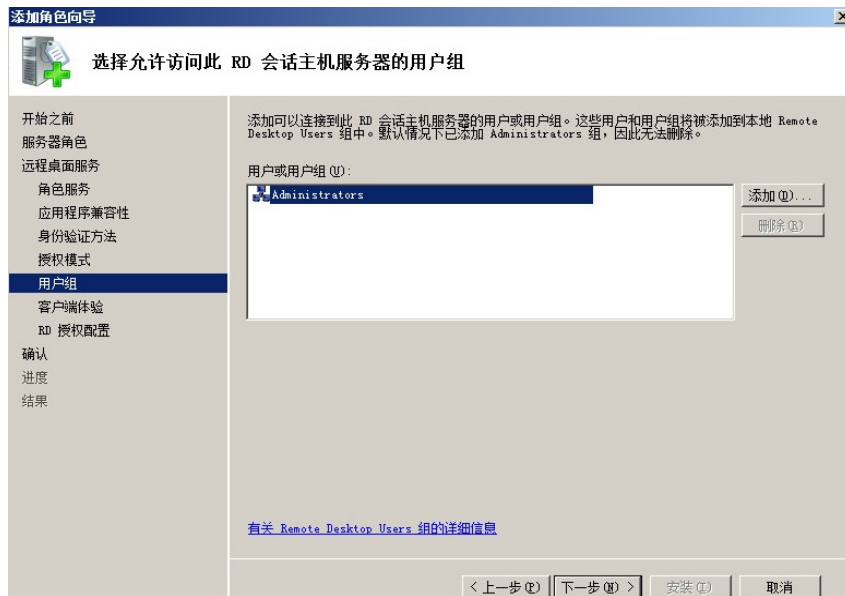 添加角色向导
选择允许访问此 RD 会话主机服务器的用户组
开始之前
服务器角色
远程桌面服务
角色服务
应用程序兼容性
身份验证方法
授权模式
用户组
客户端体验
RD 授权配置
确认
进度
结果
添加可以连接到此 RD 会话主机服务器的用户或用户组。这些用户和用户组将被添加到本地 Remote
Desktop Users 组中。默认情况下已添加 Administrators 组，因此无法删除。
用户或用户组(U):
Administrators
添加(D)...
删除(R)
有关 Remote Desktop Users 组的详细信息
< 上一步(P)
下一步(N) >
安装(I)
取消